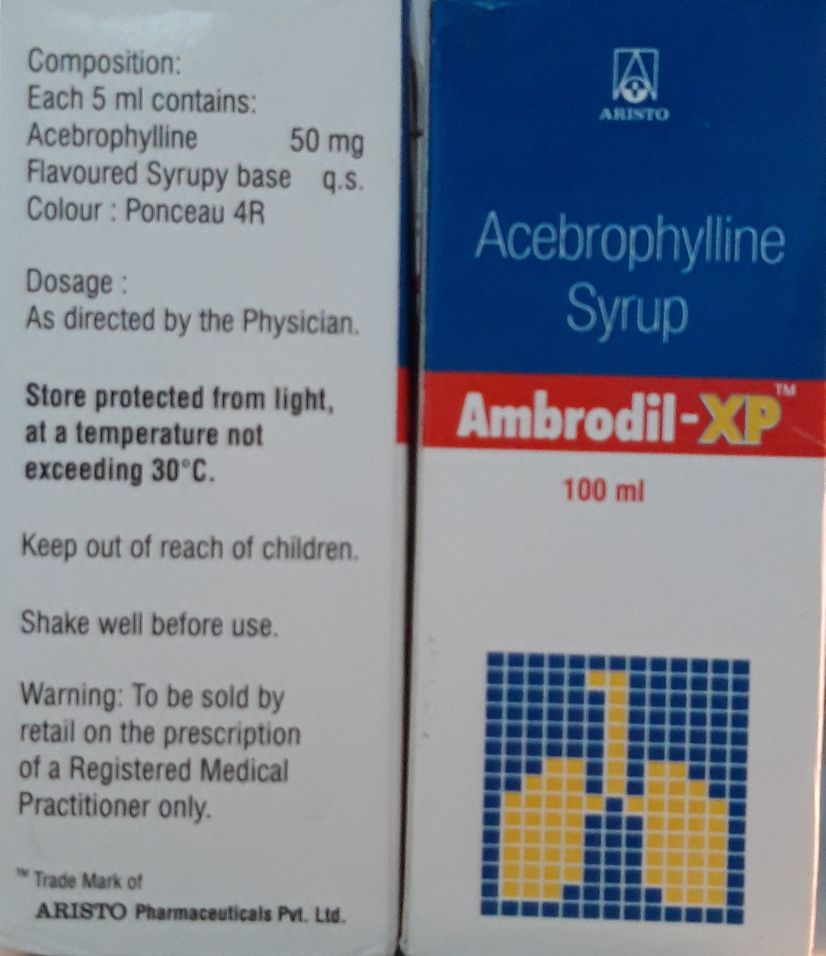 Composition:
Each 5 ml contains:
Acebrophylline 50 mg
Flavoured Syrupy base q.s.
Colour : Ponceau 4R
Dosage :
As directed by the Physician.
Store protected from light,
at a temperature not
exceeding 30°C.
Keep out of reach of children.
Shake well before use.
Warning: To be sold by
retail on the prescription
of a Registered Medical
Practitioner only.
™ Trade Mark of
ARISTO Pharmaceuticals Pvt. Ltd.
ARISTO
Acebrophylline
Syrup
Ambrodil-XP™
100 ml